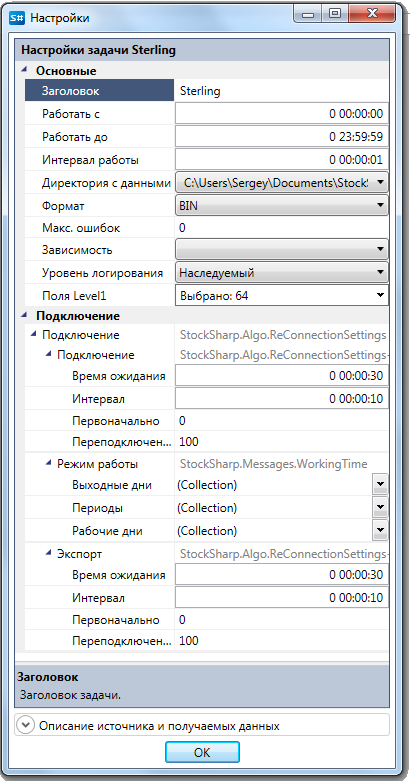 S# Настройки
Настройки задачи Sterling
Основные
Заголовок Sterling
Работать с 0 00:00:00
Работать до 0 23:59:59
Интервал работы 0 00:00:01
Директория с данными C:\Users\Sergey\Documents\StockS
Формат BIN
Макс. ошибок 0
Зависимость
Уровень логирования Наследуемый
Поля Level1 Выбрано: 64
Подключение
Подключение StockSharp.Algo.ReConnectionSettings
Подключение StockSharp.Algo.ReConnectionSettings+
Время ожидания 0 00:00:30
Интервал 0 00:00:10
Первоначально 0
Переподключен... 100
Режим работы StockSharp.Messages.WorkingTime
Выходные дни (Collection)
Периоды (Collection)
Рабочие дни (Collection)
Экспорт StockSharp.Algo.ReConnectionSettings+
Время ожидания 0 00:00:30
Интервал 0 00:00:10
Первоначально 0
Переподключен... 100
Заголовок
Заголовок задачи.
Описание источника и получаемых данных
OK